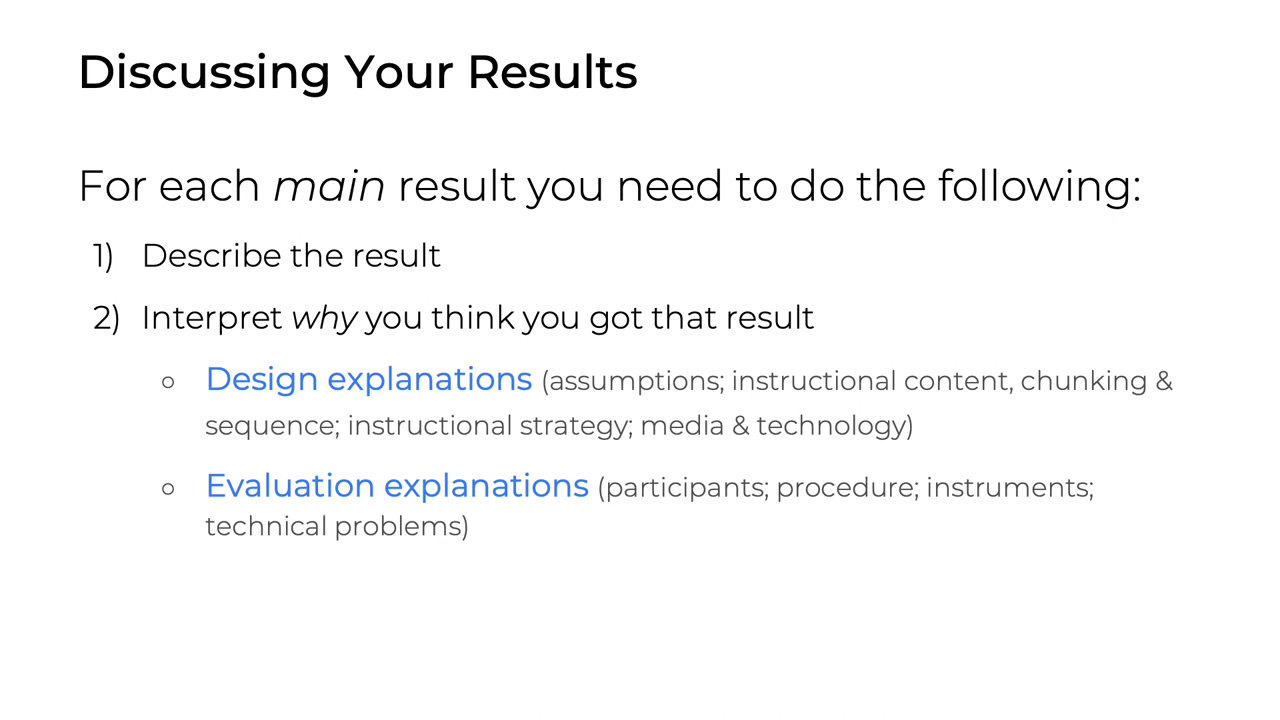 Discussing Your Results
For each main result you need to do the following:
1) Describe the result
2) Interpret why you think you got that result
○ Design explanations (assumptions; instructional content, chunking &
sequence; instructional strategy; media & technology)
○ Evaluation explanations (participants; procedure; instruments;
technical problems)